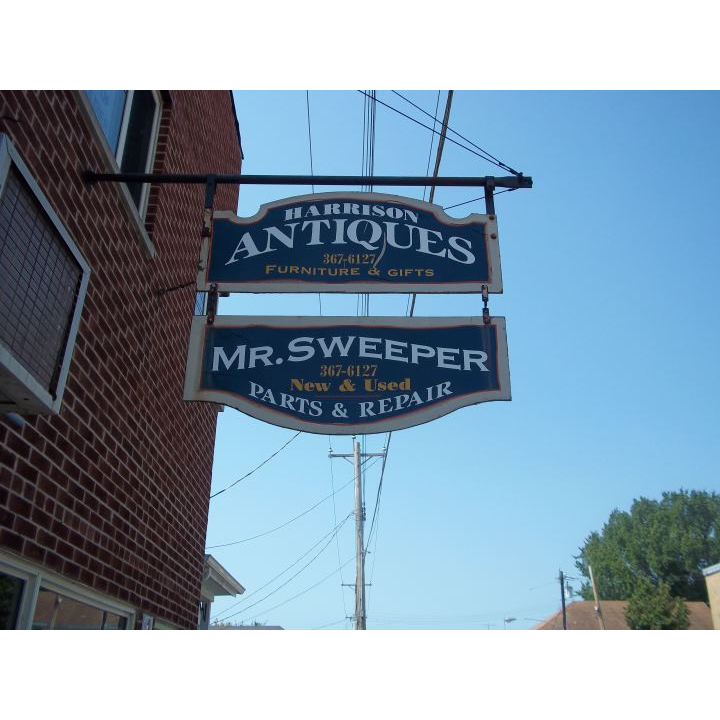 HARRISON
ANTIQUES
367-6127
FURNITURE & GIFTS
MR. SWEEPER
367-6127
New & Used
PARTS & REPAIR